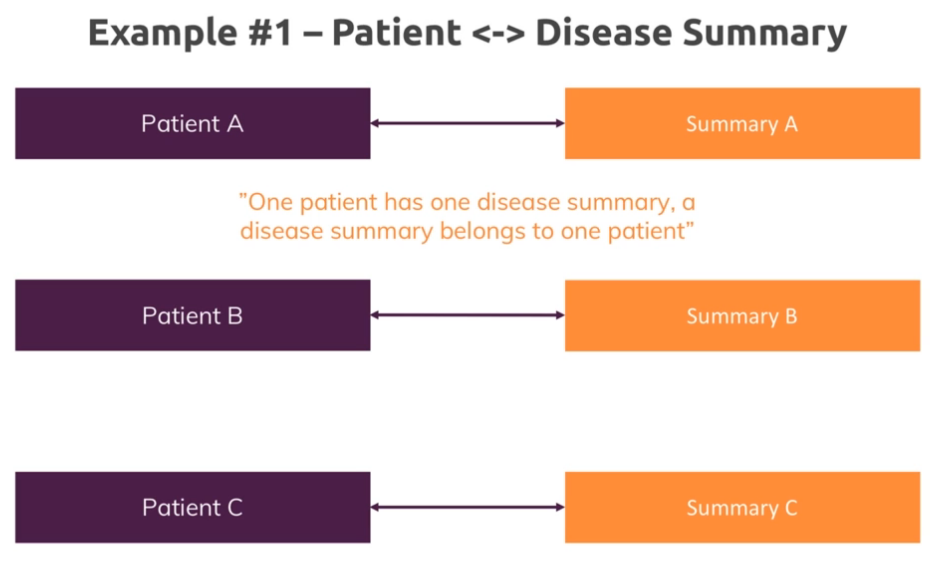 Example #1 – Patient <-> Disease Summary
Patient A
Summary A
”One patient has one disease summary, a
disease summary belongs to one patient”
Patient B
Summary B
Patient C
Summary C